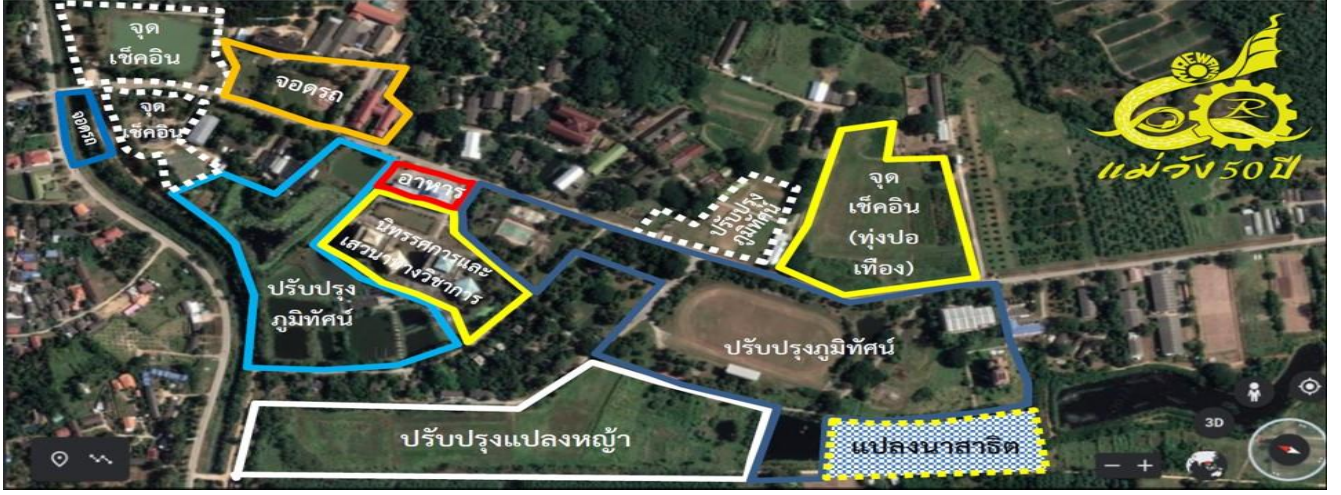 จุด
เช็คอิน
จอดรถ
จุด
เช็คอิน
จอดรถ
MAEWANG
R
แม่วัง 50 ปี
อาหาร
จุด
เช็คอิน
(ทุ่งปอ
เทือง)
ปรับปรุง
ภูมิทัศน์
นิทรรศการและ
เสวนาทางวิชาการ
ปรับปรุง
ภูมิทัศน์
ปรับปรุงภูมิทัศน์
ปรับปรุงแปลงหญ้า
แปลงนาสาธิต
3D